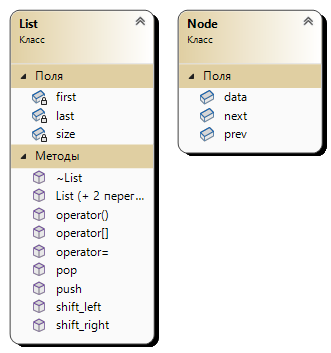 List
Класс
Поля
first
last
size
Методы
~List
List (+ 2 перег...
operator()
operator[]
operator=
pop
push
shift_left
shift_right
Node
Класс
Поля
data
next
prev